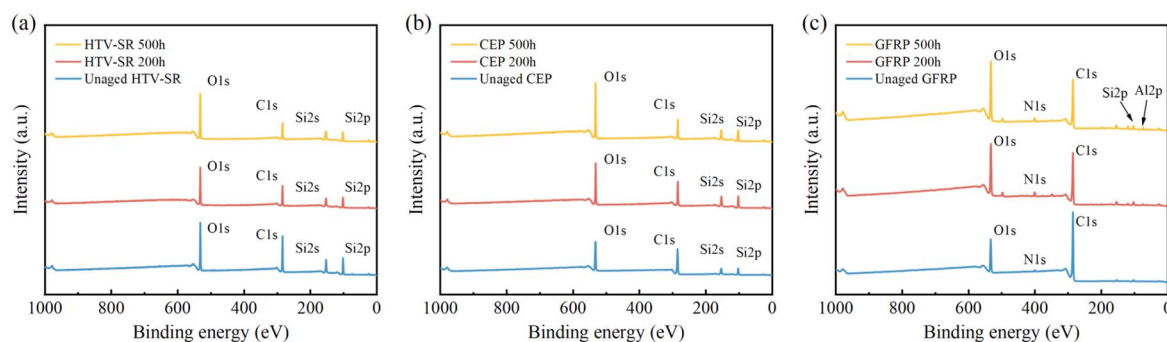 (a)
HTV-SR 500h
HTV-SR 200h
Unaged HTV-SR
O1s
C1s
Si2s
Si2p
O1s
C1s
Si2s
Si2p
O1s
C1s
Si2s
Si2p
Intensity (a.u.)
1000 800 600 400 200 0
Binding energy (eV)
(b)
CEP 500h
CEP 200h
Unaged CEP
O1s
C1s
Si2s
Si2p
O1s
C1s
Si2s
Si2p
O1s
C1s
Si2s
Si2p
Intensity (a.u.)
1000 800 600 400 200 0
Binding energy (eV)
(c)
GFRP 500h
GFRP 200h
Unaged GFRP
O1s
N1s
C1s
Si2p
Al2p
O1s
N1s
C1s
O1s
N1s
C1s
Intensity (a.u.)
1000 800 600 400 200 0
Binding energy (eV)